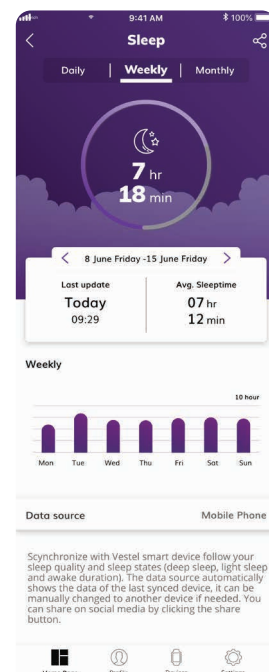 9:41 AM 100%
Sleep
Daily | Weekly | Monthly
7 hr
18 min
8 June Friday -15 June Friday
Last update Avg. Sleeptime
Today 07 hr
09:29 12 min
Weekly
10 hour
Mon Tue Wed Thu Fri Sat Sun
Data source Mobile Phone
Scynchronize with Vestel smart device follow your
sleep quality and sleep states (deep sleep, light sleep
and awake duration). The data source automatically
shows the data of the last synced device, it can be
manually changed to another device if needed. You
can share on social media by clicking the share
button.